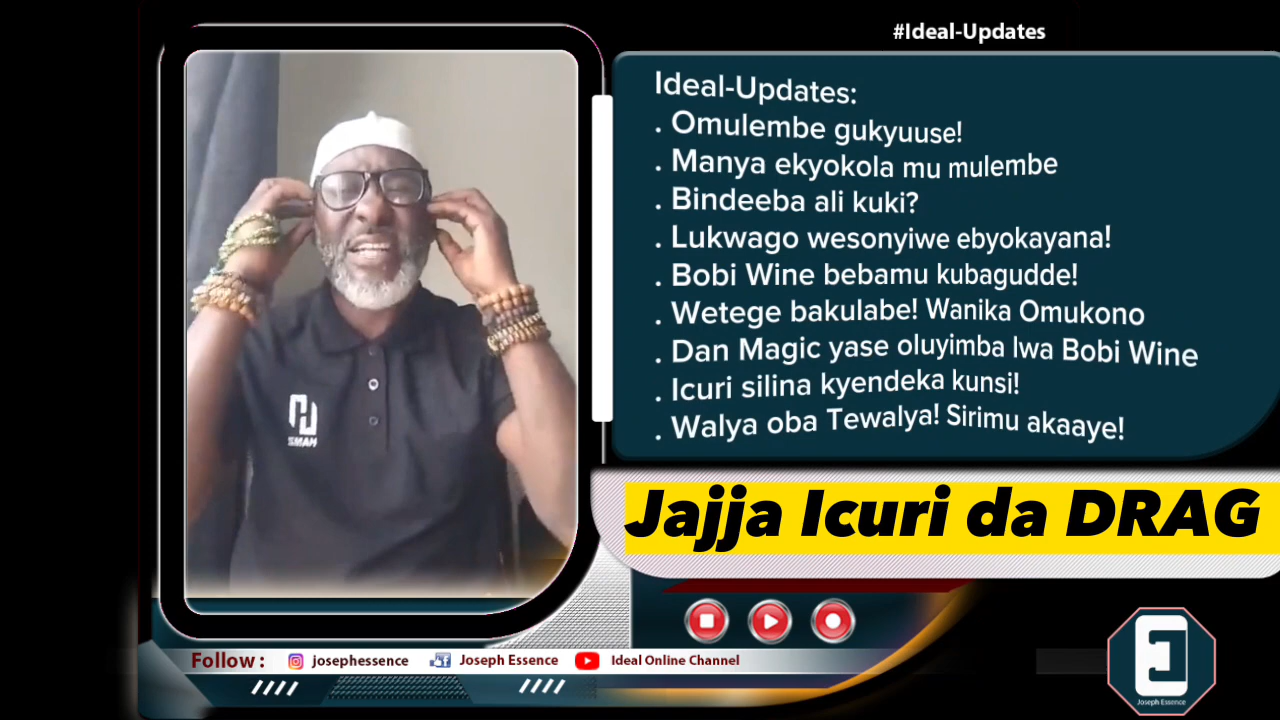 #Ideal-Updates
Ideal-Updates:
. Omulembe gukyuuse!
. Manya ekyokola mu mulembe
. Bindeeba ali kuki?
. Lukwago wesonyiwe ebyokayana!
. Bobi Wine bebamu kubagudde!
. Wetege bakulabe! Wanika Omukono
. Dan Magic yase oluyimba lwa Bobi Wine
. Icuri silina kyendeka kunsi!
. Walya oba Tewalya! Sirimu akaaye!
SMAH
Jajja Icuri da DRAG
Follow : josephessence Joseph Essence Ideal Online Channel
Joseph Essence